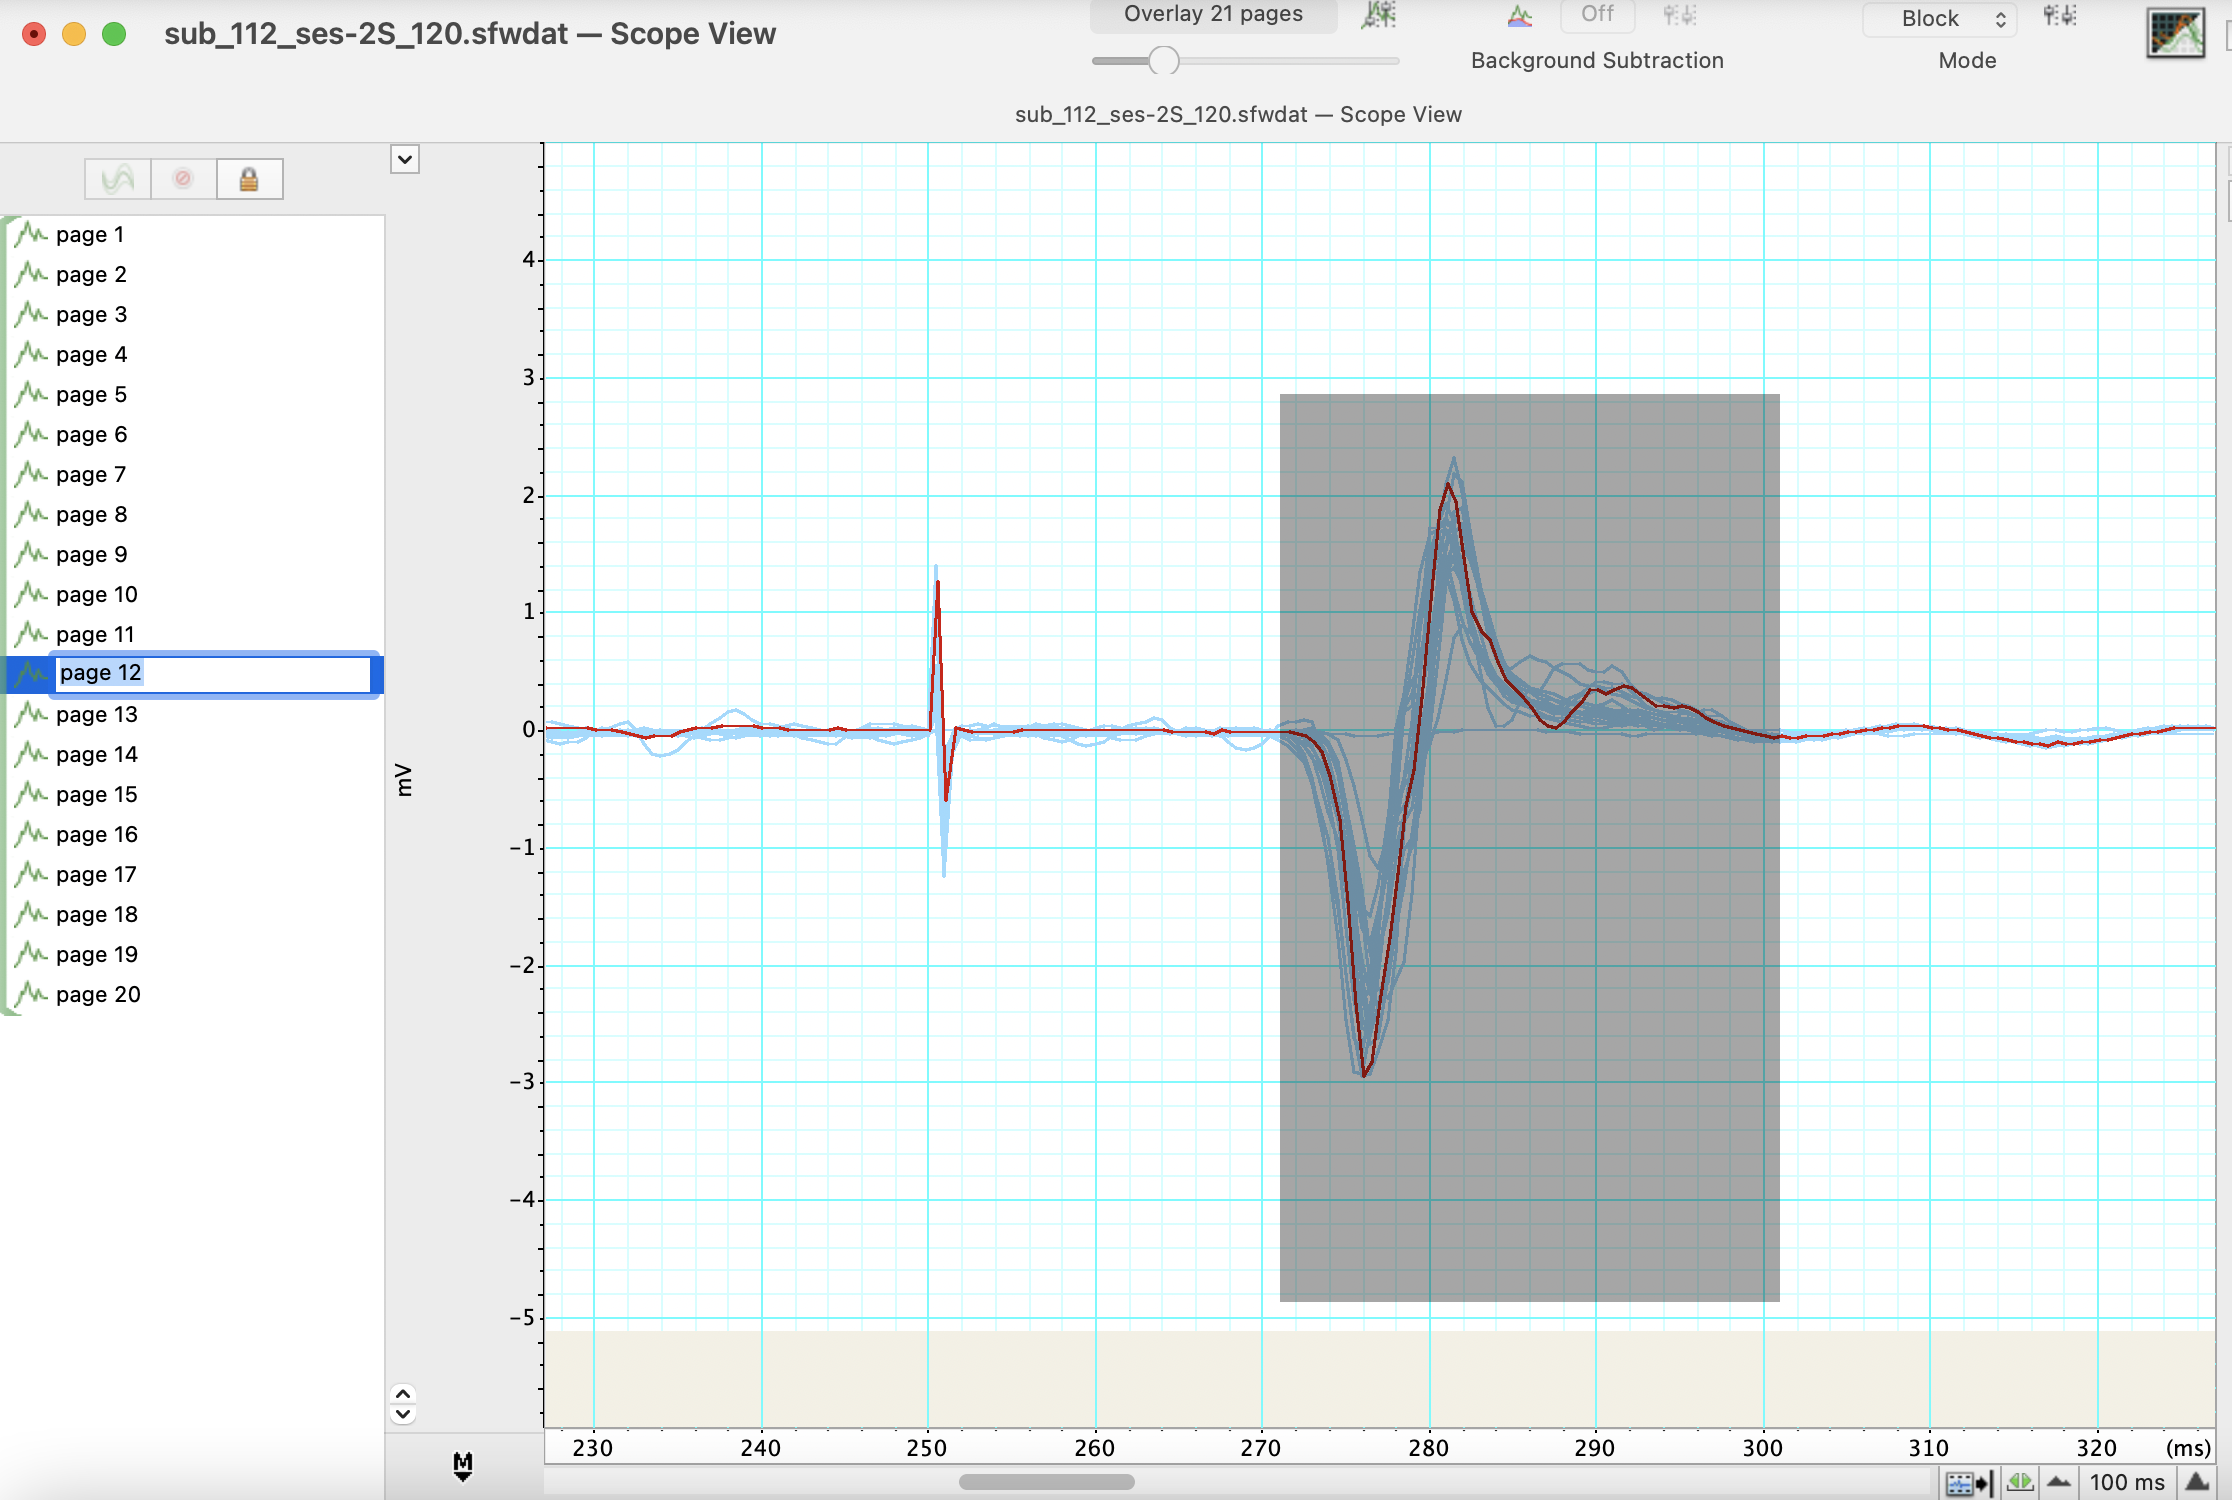 sub_112_ses-2S_120.sfwdat — Scope View
Overlay 21 pages
Off
Block
Background Subtraction
Mode
sub_112_ses-2S_120.sfwdat — Scope View
page 1
page 2
page 3
page 4
page 5
page 6
page 7
page 8
page 9
page 10
page 11
page 12
page 13
page 14
page 15
page 16
page 17
page 18
page 19
page 20
4
3
2
1
0
−1
−2
−3
−4
−5
mV
230 240 250 260 270 280 290 300 310 320 (ms)
M
100 ms